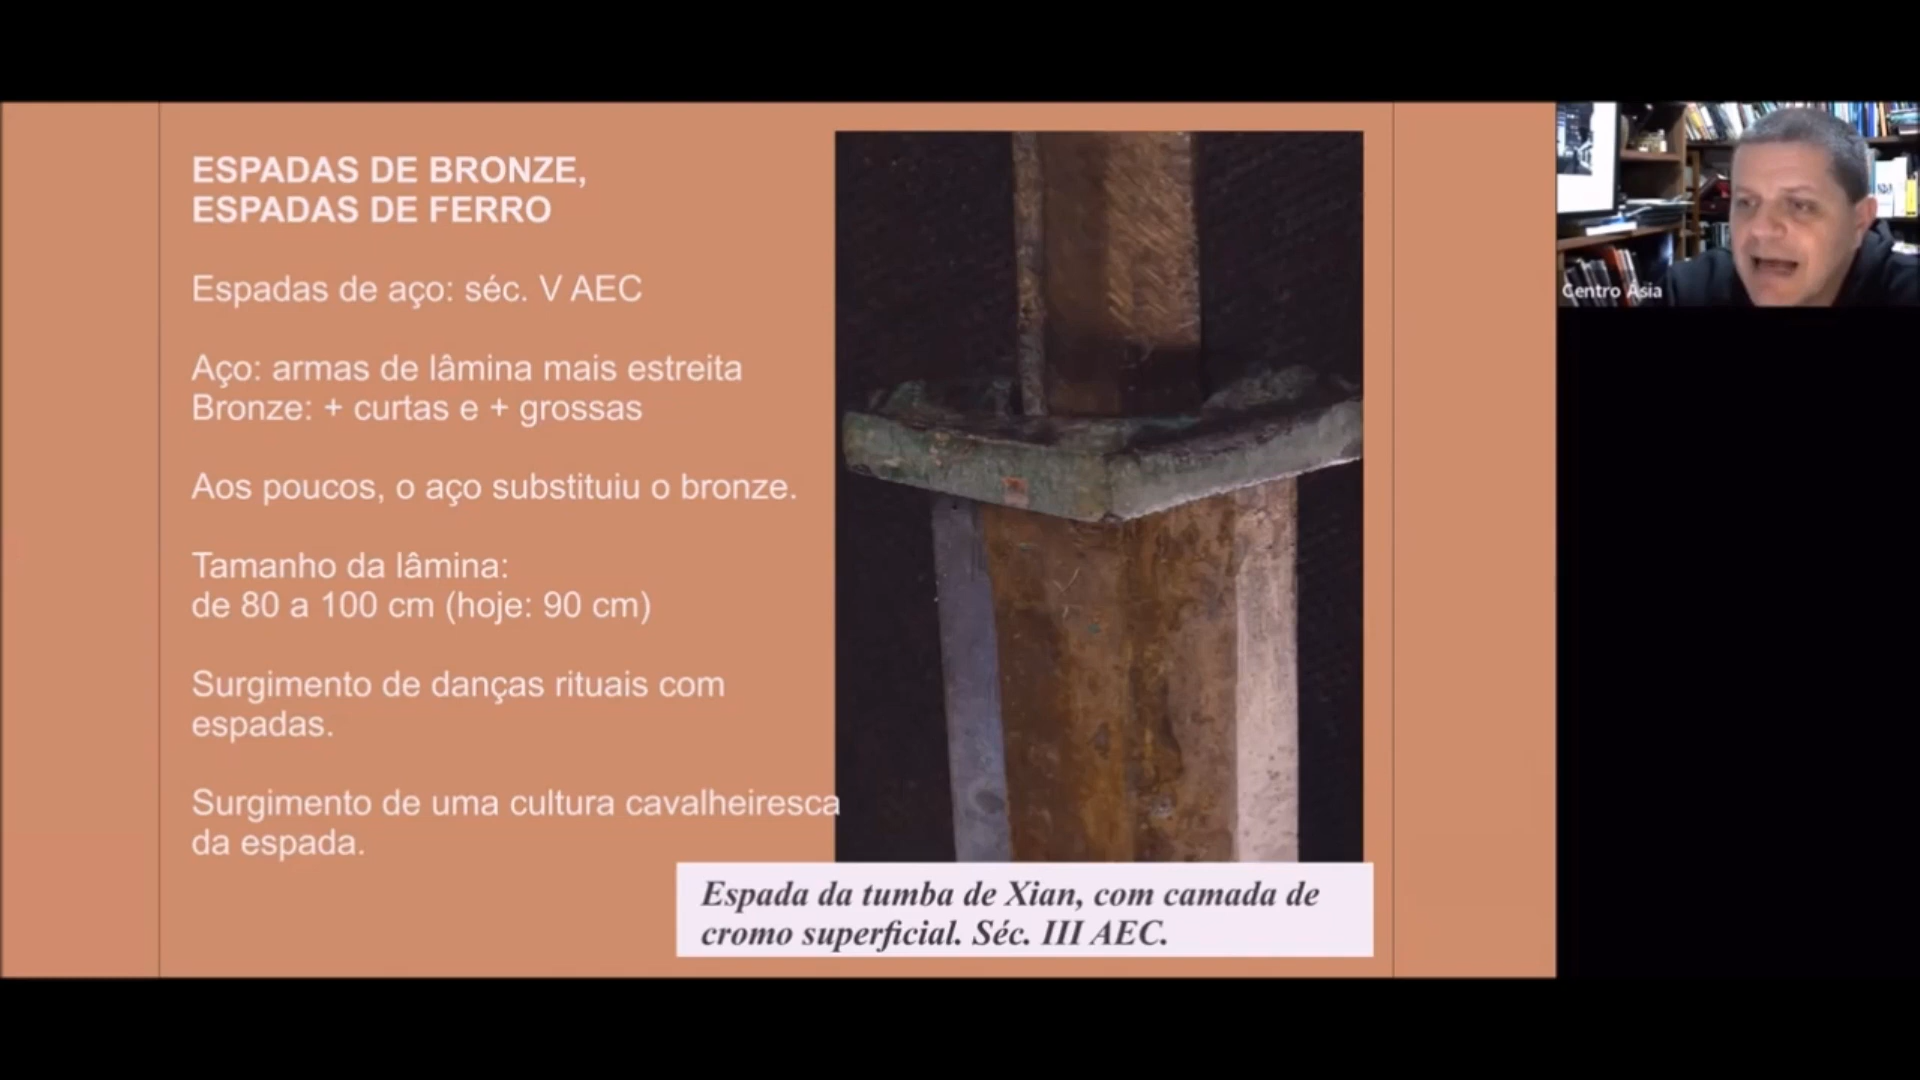 ESPADAS DE BRONZE,
ESPADAS DE FERRO
Espadas de aço: séc. V AEC
Aço: armas de lâmina mais estreita
Bronze: + curtas e + grossas
Aos poucos, o aço substituiu o bronze.
Tamanho da lâmina:
de 80 a 100 cm (hoje: 90 cm)
Surgimento de danças rituais com
espadas.
Surgimento de uma cultura cavalheiresca
da espada.
Espada da tumba de Xian, com camada de
cromo superficial. Séc. III AEC.
Centro Ásia